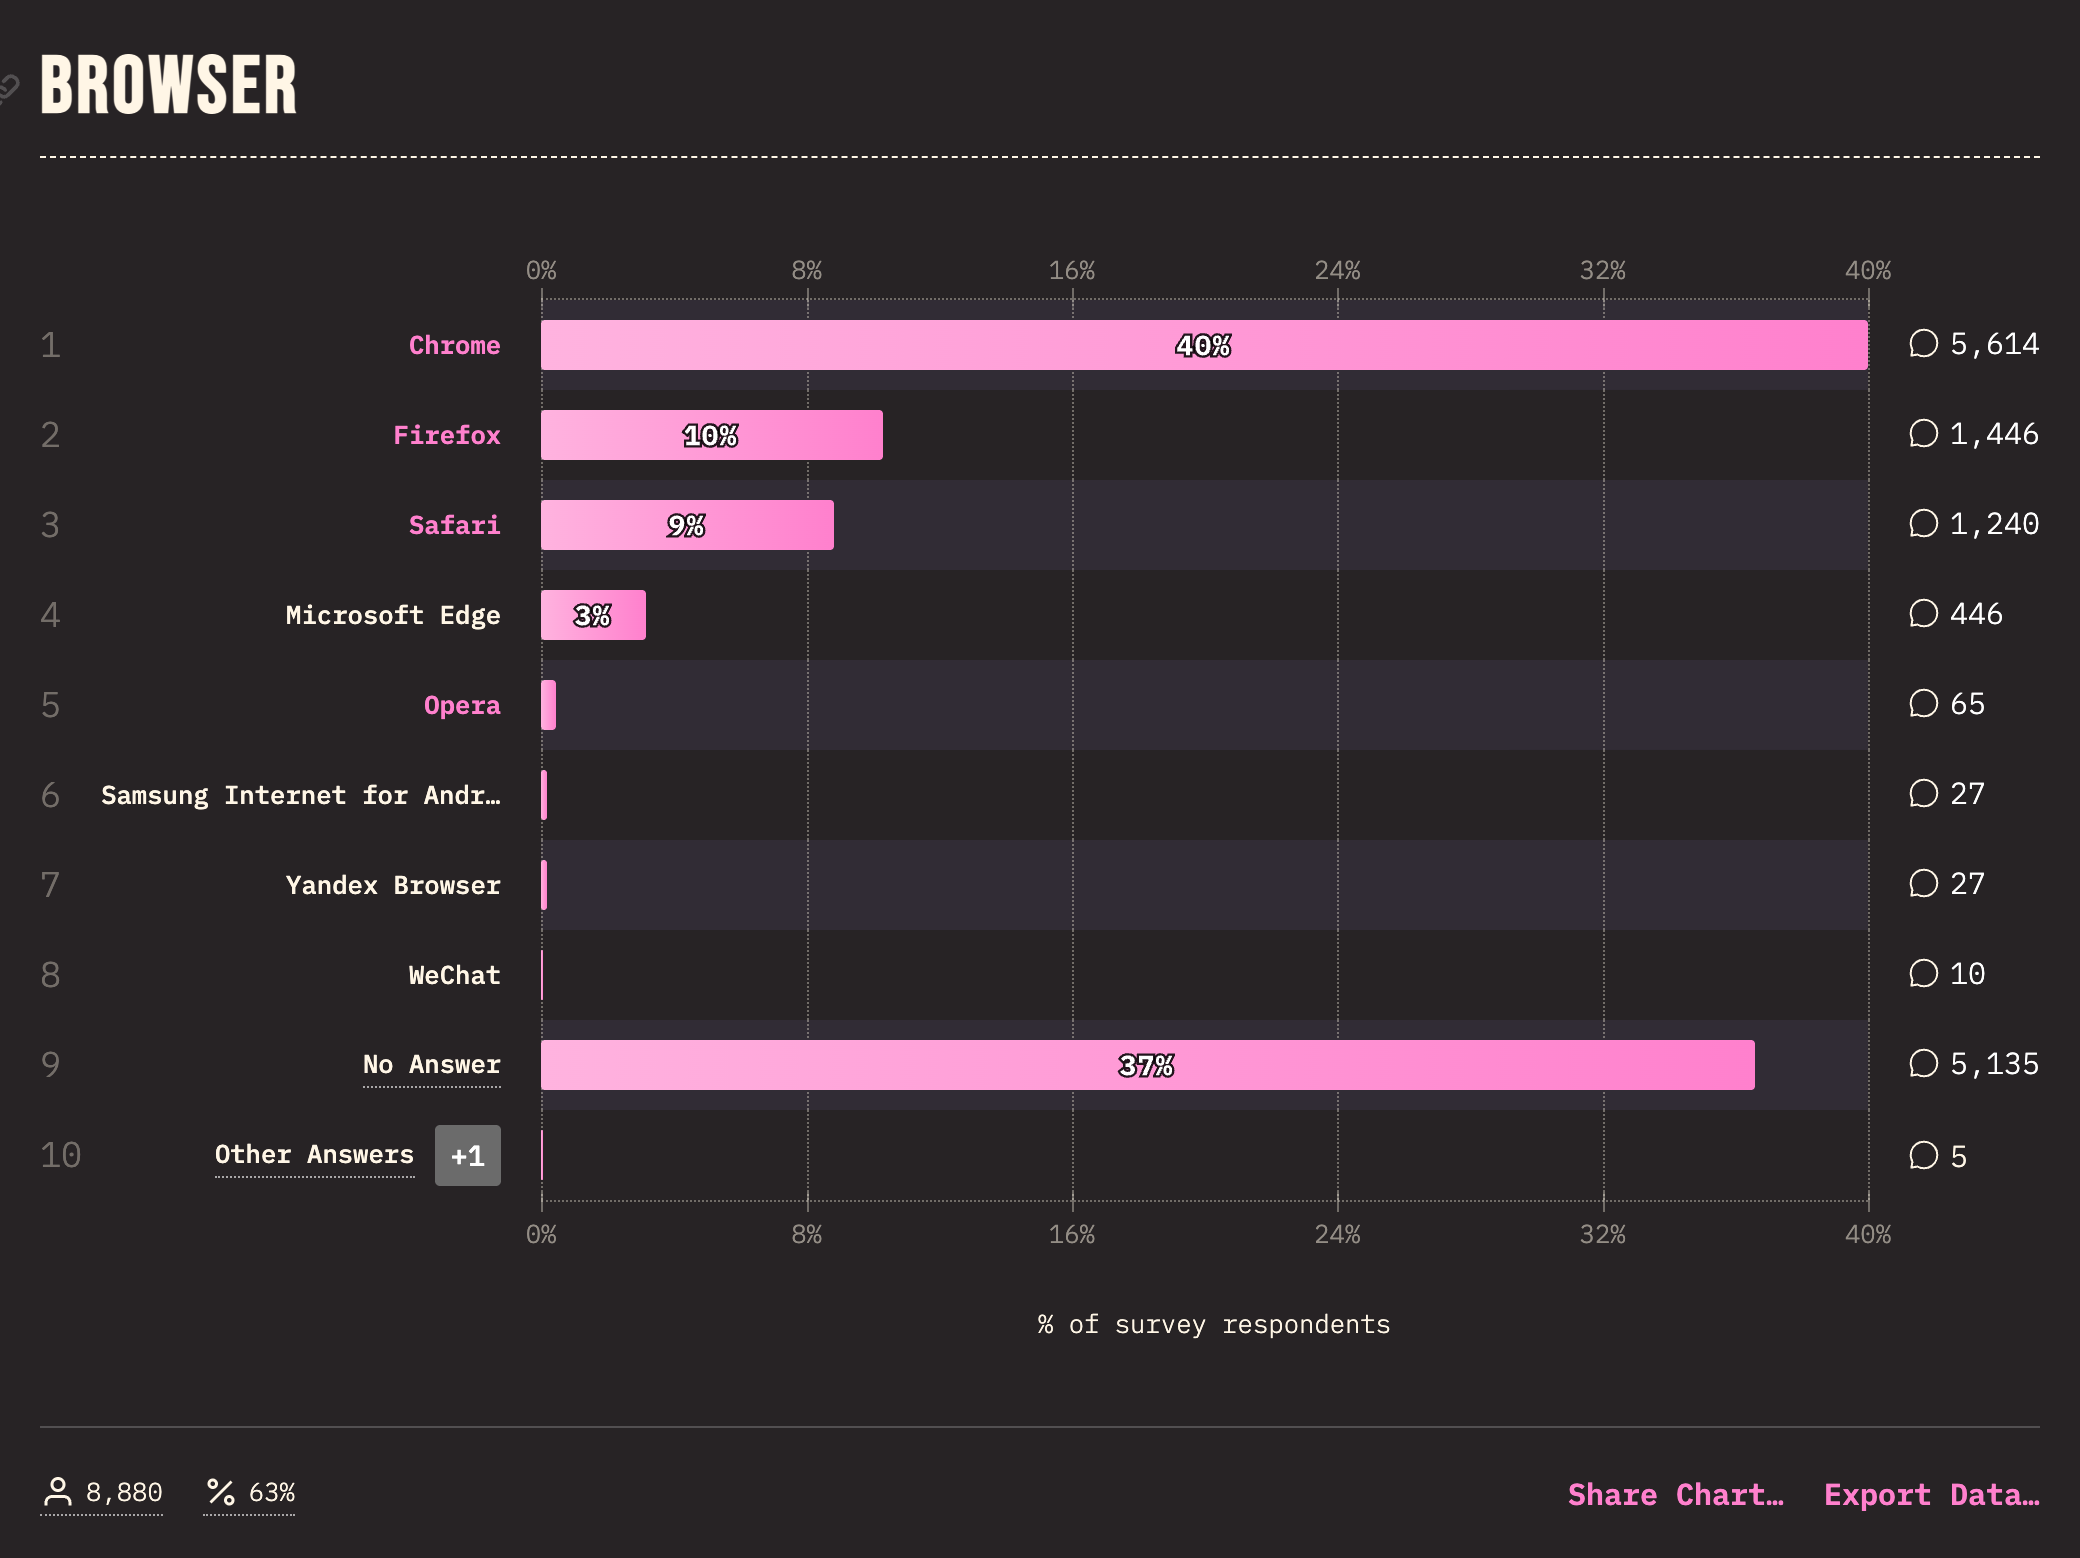 BROWSER
0% 8% 16% 24% 32% 40%
1 Chrome 40% 5,614
2 Firefox 10% 1,446
3 Safari 9% 1,240
4 Microsoft Edge 3% 446
5 Opera 65
6 Samsung Internet for Andr… 27
7 Yandex Browser 27
8 WeChat 10
9 No Answer 37% 5,135
10 Other Answers +1 5
0% 8% 16% 24% 32% 40%
% of survey respondents
8,880 63% Share Chart… Export Data…